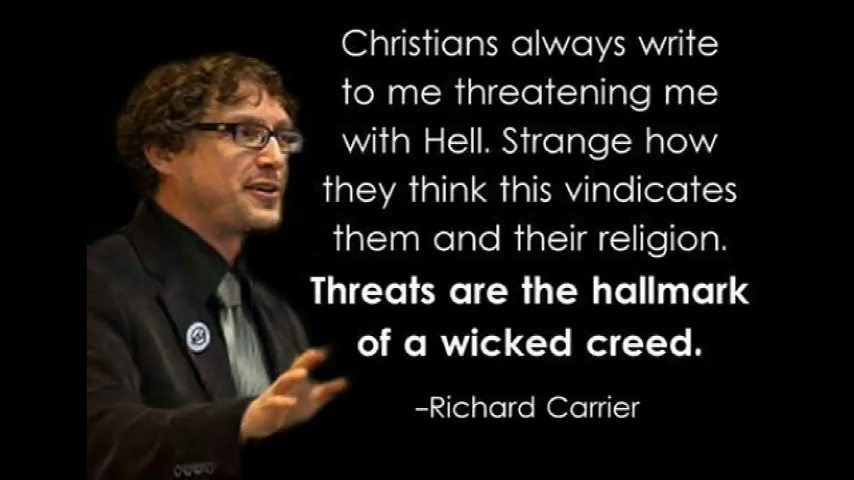 Christians always write
to me threatening me
with Hell. Strange how
they think this vindicates
them and their religion.
Threats are the hallmark
of a wicked creed.
–Richard Carrier